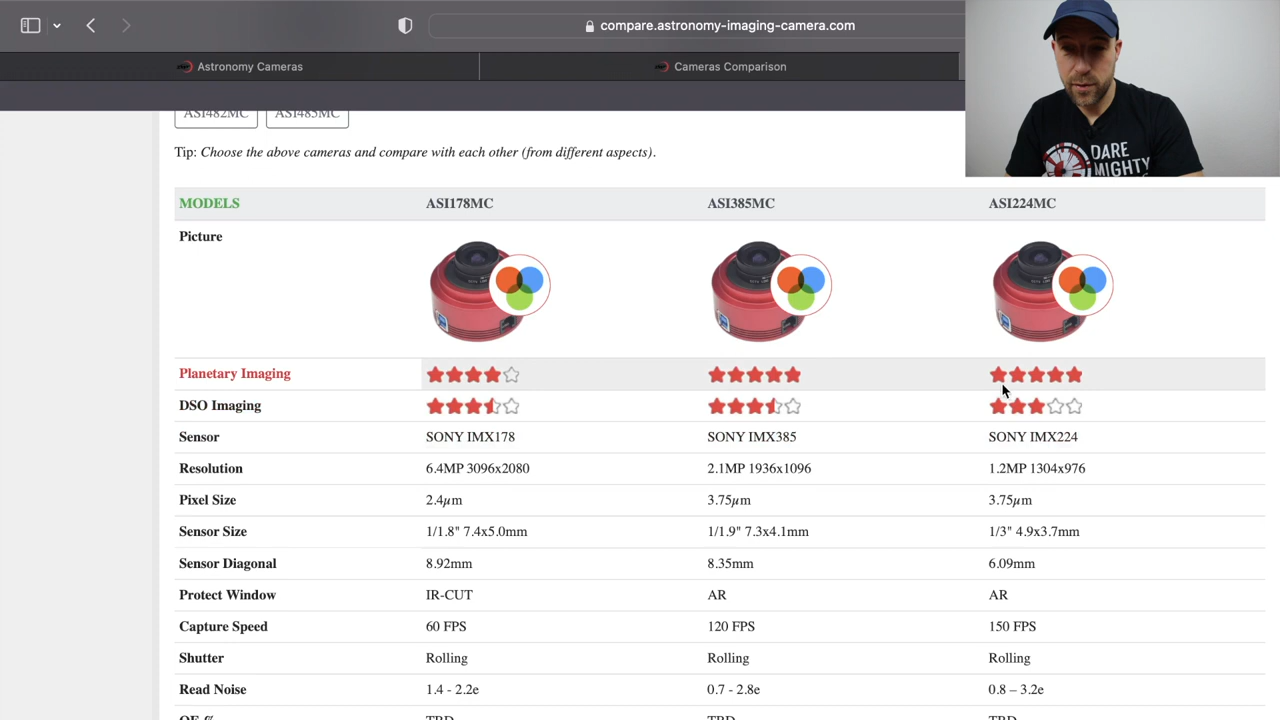 compare.astronomy-imaging-camera.com
Astronomy Cameras
Cameras Comparison
DARE
MIGHTY
ASI482MC ASI485MC
Tip: Choose the above cameras and compare with each other (from different aspects).
MODELS ASI178MC ASI385MC ASI224MC
Picture
Planetary Imaging
DSO Imaging
Sensor SONY IMX178 SONY IMX385 SONY IMX224
Resolution 6.4MP 3096x2080 2.1MP 1936x1096 1.2MP 1304x976
Pixel Size 2.4μm 3.75μm 3.75μm
Sensor Size 1/1.8" 7.4x5.0mm 1/1.9" 7.3x4.1mm 1/3" 4.9x3.7mm
Sensor Diagonal 8.92mm 8.35mm 6.09mm
Protect Window IR-CUT AR AR
Capture Speed 60 FPS 120 FPS 150 FPS
Shutter Rolling Rolling Rolling
Read Noise 1.4 - 2.2e 0.7 - 2.8e 0.8 – 3.2e
QE % TBD TBD TBD